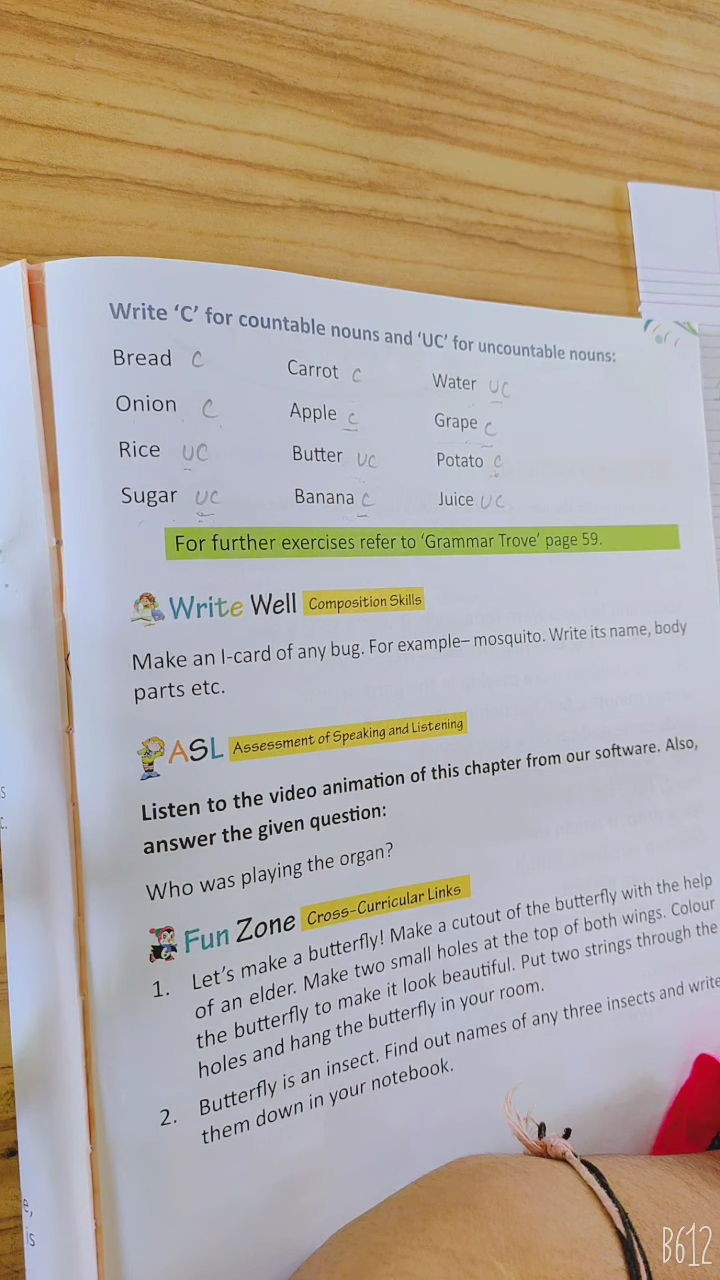 Write ‘C’ for countable nouns and ‘UC’ for uncountable nouns:
Bread C Carrot C Water UC
Onion C Apple C Grape C
Rice UC Butter UC Potato C
Sugar UC Banana C Juice UC
For further exercises refer to ‘Grammar Trove’ page 59.
Write Well Composition Skills
Make an I-card of any bug. For example– mosquito. Write its name, body
parts etc.
ASL Assessment of Speaking and Listening
Listen to the video animation of this chapter from our software. Also,
answer the given question:
Who was playing the organ?
Fun Zone Cross-Curricular Links
1. Let’s make a butterfly! Make a cutout of the butterfly with the help
of an elder. Make two small holes at the top of both wings. Colour
the butterfly to make it look beautiful. Put two strings through the
holes and hang the butterfly in your room.
2. Butterfly is an insect. Find out names of any three insects and write
them down in your notebook.
B612